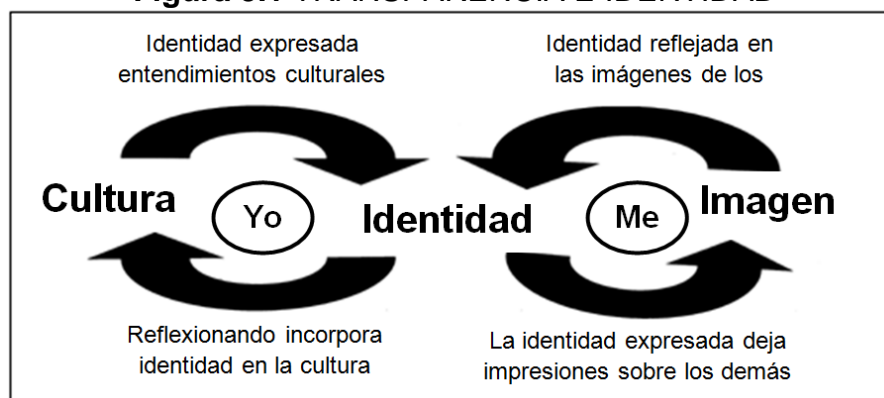 Identidad expresada
entendimientos culturales
Identidad reflejada en
las imágenes de los
Cultura
Yo
Identidad
Me
Imagen
Reflexionando incorpora
identidad en la cultura
La identidad expresada deja
impresiones sobre los demás